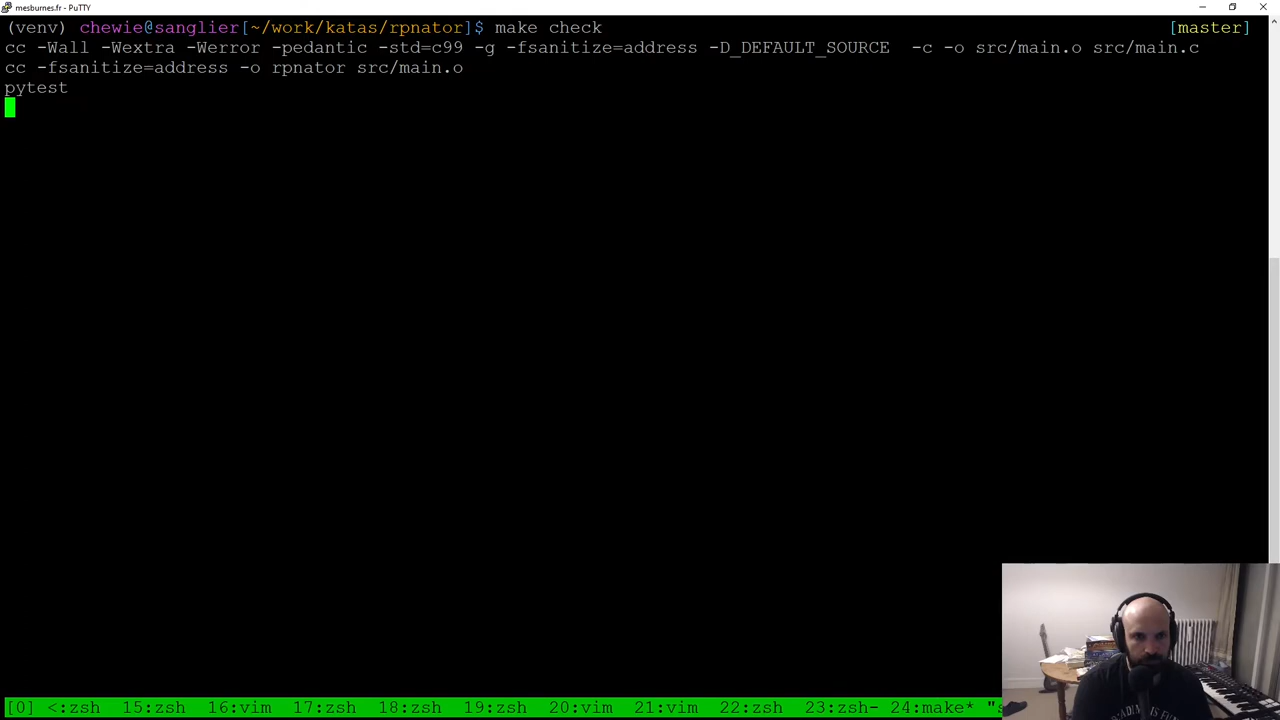 mesburnes.fr - PuTTY
(venv) chewie@sanglier[~/work/katas/rpnator]$ make check [master]
cc -Wall -Wextra -Werror -pedantic -std=c99 -g -fsanitize=address -D_DEFAULT_SOURCE -c -o src/main.o src/main.c
cc -fsanitize=address -o rpnator src/main.o
pytest
[0] <:zsh 15:zsh 16:vim 17:zsh 18:zsh 19:zsh 20:vim 21:vim 22:zsh 23:zsh- 24:make* "s